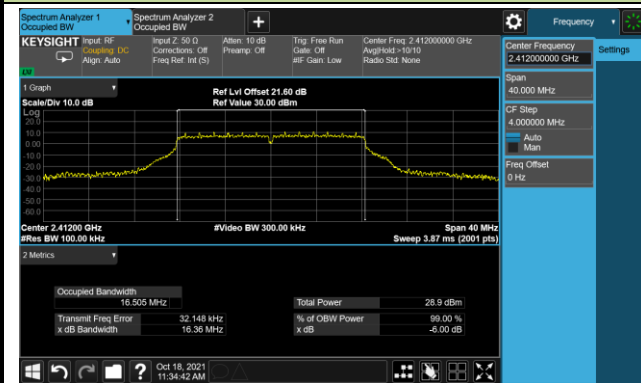 Spectrum Analyzer 1
Occupied BW
Spectrum Analyzer 2
Occupied BW
+
Frequency
KEYSIGHT
Input: RF
Coupling: DC
Align: Auto
Input Z: 50 Ω
Corrections: Off
Freq Ref: Int (S)
Atten: 10 dB
Preamp: Off
Trig: Free Run
Gate: Off
#IF Gain: Low
Center Freq: 2.412000000 GHz
Avg|Hold:>10/10
Radio Std: None
Center Frequency
2.412000000 GHz
Settings
Span
40.000 MHz
CF Step
4.000000 MHz
Auto
Man
Freq Offset
0 Hz
1 Graph
Scale/Div 10.0 dB
Ref Lvl Offset 21.60 dB
Ref Value 30.00 dBm
Log
20.0
10.0
0.00
-10.0
-20.0
-30.0
-40.0
-50.0
-60.0
Center 2.41200 GHz
#Res BW 100.00 kHz
#Video BW 300.00 kHz
Span 40 MHz
Sweep 3.87 ms (2001 pts)
2 Metrics
Occupied Bandwidth
16.505 MHz
Total Power 28.9 dBm
Transmit Freq Error 32.148 kHz
% of OBW Power 99.00 %
x dB Bandwidth 16.36 MHz
x dB -6.00 dB
?
Oct 18, 2021
11:34:42 AM